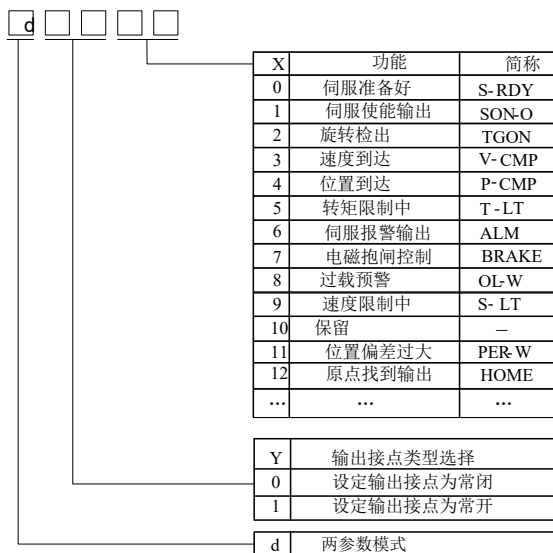 d
X 功能 简称
0 伺服准备好 S-RDY
1 伺服使能输出 SON-O
2 旋转检出 TGON
3 速度到达 V-CMP
4 位置到达 P-CMP
5 转矩限制中 T-LT
6 伺服报警输出 ALM
7 电磁抱闸控制 BRAKE
8 过载预警 OL-W
9 速度限制中 S-LT
10 保留 –
11 位置偏差过大 PER-W
12 原点找到输出 HOME
… … …
Y 输出接点类型选择
0 设定输出接点为常闭
1 设定输出接点为常开
d 两参数模式